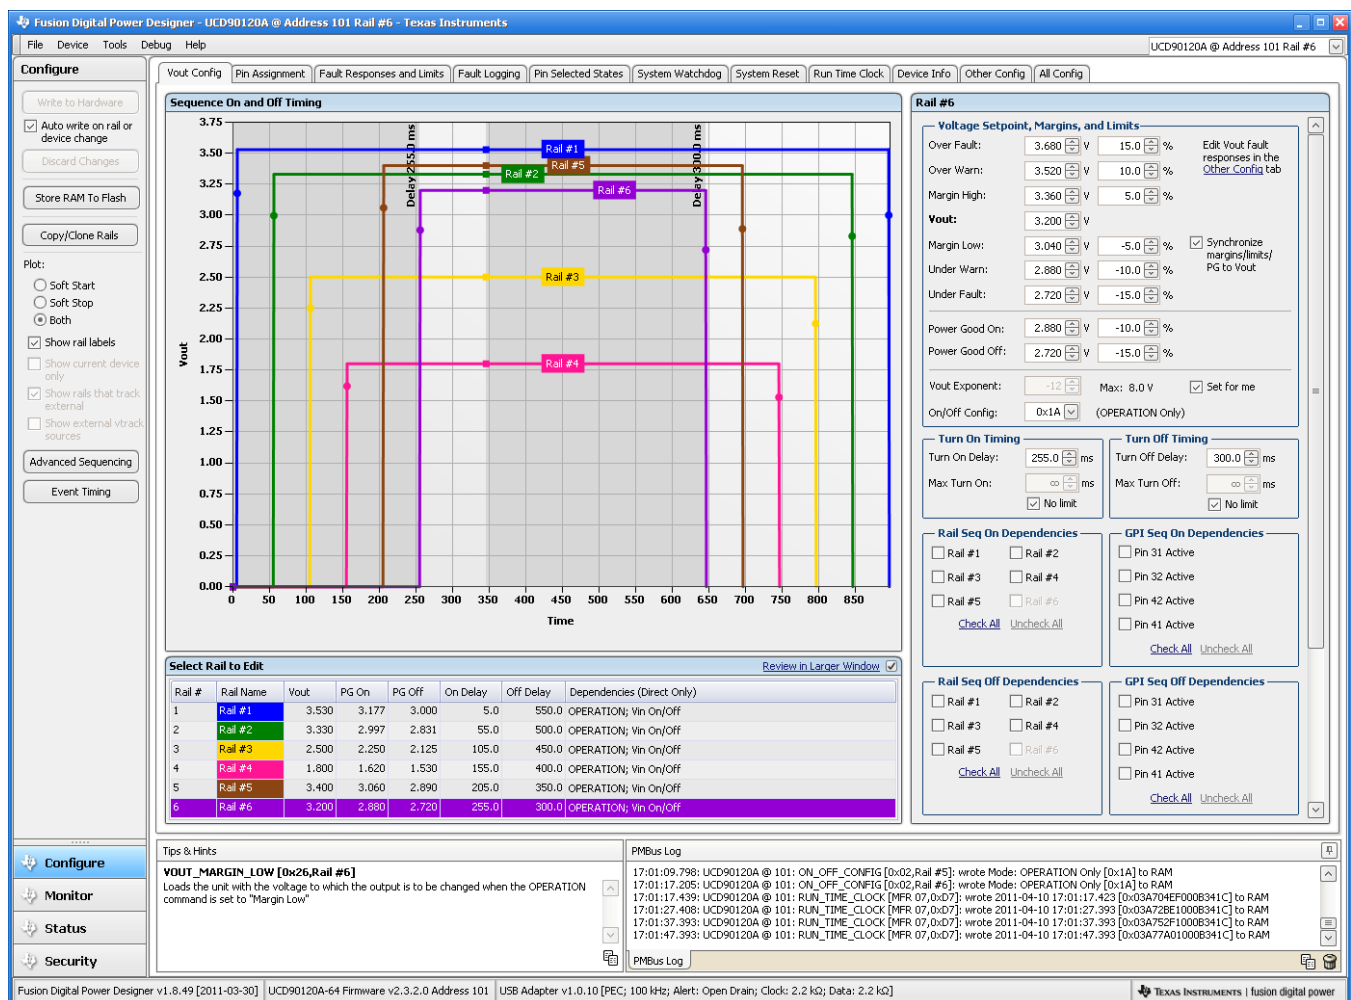 Fusion Digital Power Designer - UCD90120A @ Address 101 Rail #6 - Texas Instruments
File Device Tools Debug Help
UCD90120A @ Address 101 Rail #6
Configure
Write to Hardware
Auto write on rail or
device change
Discard Changes
Store RAM To Flash
Copy/Clone Rails
Plot:
Soft Start
Soft Stop
Both
Show rail labels
Show current device
only
Show rails that track
external
Show external vtrack
sources
Advanced Sequencing
Event Timing
Vout Config Pin Assignment Fault Responses and Limits Fault Logging Pin Selected States System Watchdog System Reset Run Time Clock Device Info Other Config All Config
Sequence On and Off Timing
3.75
3.50
3.25
3.00
2.75
2.50
2.25
2.00
1.75
1.50
1.25
1.00
0.75
0.50
0.25
0.00
Vout
Delay 255.0 ms
Delay 300.0 ms
Rail #1
Rail #5
Rail #2
Rail #6
Rail #3
Rail #4
0 50 100 150 200 250 300 350 400 450 500 550 600 650 700 750 800 850
Time
Select Rail to Edit
Review in Larger Window
Rail # Rail Name Vout PG On PG Off On Delay Off Delay Dependencies (Direct Only)
1 Rail #1 3.530 3.177 3.000 5.0 550.0 OPERATION; Vin On/Off
2 Rail #2 3.330 2.997 2.831 55.0 500.0 OPERATION; Vin On/Off
3 Rail #3 2.500 2.250 2.125 105.0 450.0 OPERATION; Vin On/Off
4 Rail #4 1.800 1.620 1.530 155.0 400.0 OPERATION; Vin On/Off
5 Rail #5 3.400 3.060 2.890 205.0 350.0 OPERATION; Vin On/Off
6 Rail #6 3.200 2.880 2.720 255.0 300.0 OPERATION; Vin On/Off
Rail #6
Voltage Setpoint, Margins, and Limits
Over Fault: 3.680 V 15.0 %
Over Warn: 3.520 V 10.0 %
Margin High: 3.360 V 5.0 %
Vout: 3.200 V
Margin Low: 3.040 V -5.0 %
Under Warn: 2.880 V -10.0 %
Under Fault: 2.720 V -15.0 %
Edit Vout fault
responses in the
Other Config tab
Synchronize
margins/limits/
PG to Vout
Power Good On: 2.880 V -10.0 %
Power Good Off: 2.720 V -15.0 %
Vout Exponent: -12 Max: 8.0 V Set for me
On/Off Config: 0x1A (OPERATION Only)
Turn On Timing
Turn On Delay: 255.0 ms
Max Turn On: ∞ ms
No limit
Turn Off Timing
Turn Off Delay: 300.0 ms
Max Turn Off: ∞ ms
No limit
Rail Seq On Dependencies
Rail #1 Rail #2
Rail #3 Rail #4
Rail #5 Rail #6
Check All Uncheck All
GPI Seq On Dependencies
Pin 31 Active
Pin 32 Active
Pin 42 Active
Pin 41 Active
Check All Uncheck All
Rail Seq Off Dependencies
Rail #1 Rail #2
Rail #3 Rail #4
Rail #5 Rail #6
Check All Uncheck All
GPI Seq Off Dependencies
Pin 31 Active
Pin 32 Active
Pin 42 Active
Pin 41 Active
Check All Uncheck All
Configure
Monitor
Status
Security
Tips & Hints
VOUT_MARGIN_LOW [0x26,Rail #6]
Loads the unit with the voltage to which the output is to be changed when the OPERATION
command is set to "Margin Low"
PMBus Log
17:01:09.798: UCD90120A @ 101: ON_OFF_CONFIG [0x02,Rail #5]: wrote Mode: OPERATION Only [0x1A] to RAM
17:01:17.205: UCD90120A @ 101: ON_OFF_CONFIG [0x02,Rail #6]: wrote Mode: OPERATION Only [0x1A] to RAM
17:01:17.439: UCD90120A @ 101: RUN_TIME_CLOCK [MFR 07,0xD7]: wrote 2011-04-10 17:01:17.423 [0x03A704EF000B341C] to RAM
17:01:27.408: UCD90120A @ 101: RUN_TIME_CLOCK [MFR 07,0xD7]: wrote 2011-04-10 17:01:27.393 [0x03A72BE1000B341C] to RAM
17:01:37.393: UCD90120A @ 101: RUN_TIME_CLOCK [MFR 07,0xD7]: wrote 2011-04-10 17:01:37.393 [0x03A752F1000B341C] to RAM
17:01:47.393: UCD90120A @ 101: RUN_TIME_CLOCK [MFR 07,0xD7]: wrote 2011-04-10 17:01:47.393 [0x03A77A01000B341C] to RAM
PMBus Log
Fusion Digital Power Designer v1.8.49 [2011-03-30] UCD90120A-64 Firmware v2.3.2.0 Address 101 USB Adapter v1.0.10 [PEC; 100 kHz; Alert: Open Drain; Clock: 2.2 kΩ; Data: 2.2 kΩ] TEXAS INSTRUMENTS | fusion digital power